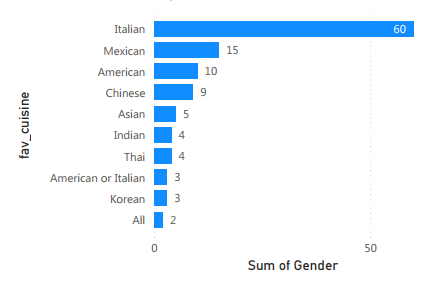 Italian 60
Mexican 15
American 10
Chinese 9
Asian 5
Indian 4
Thai 4
American or Italian 3
Korean 3
All 2
0 50
Sum of Gender
fav_cuisine